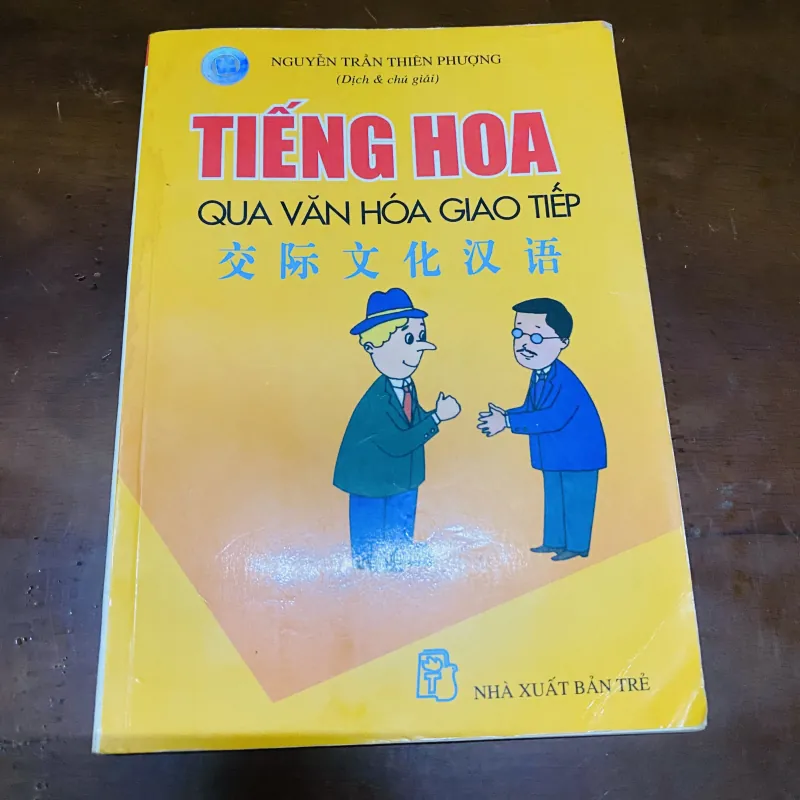 NGUYỄN TRẦN THIÊN PHƯỢNG
(Dịch & chú giải)
TIẾNG HOA
QUA VĂN HÓA GIAO TIẾP
交际文化汉语
T
NHÀ XUẤT BẢN TRẺ